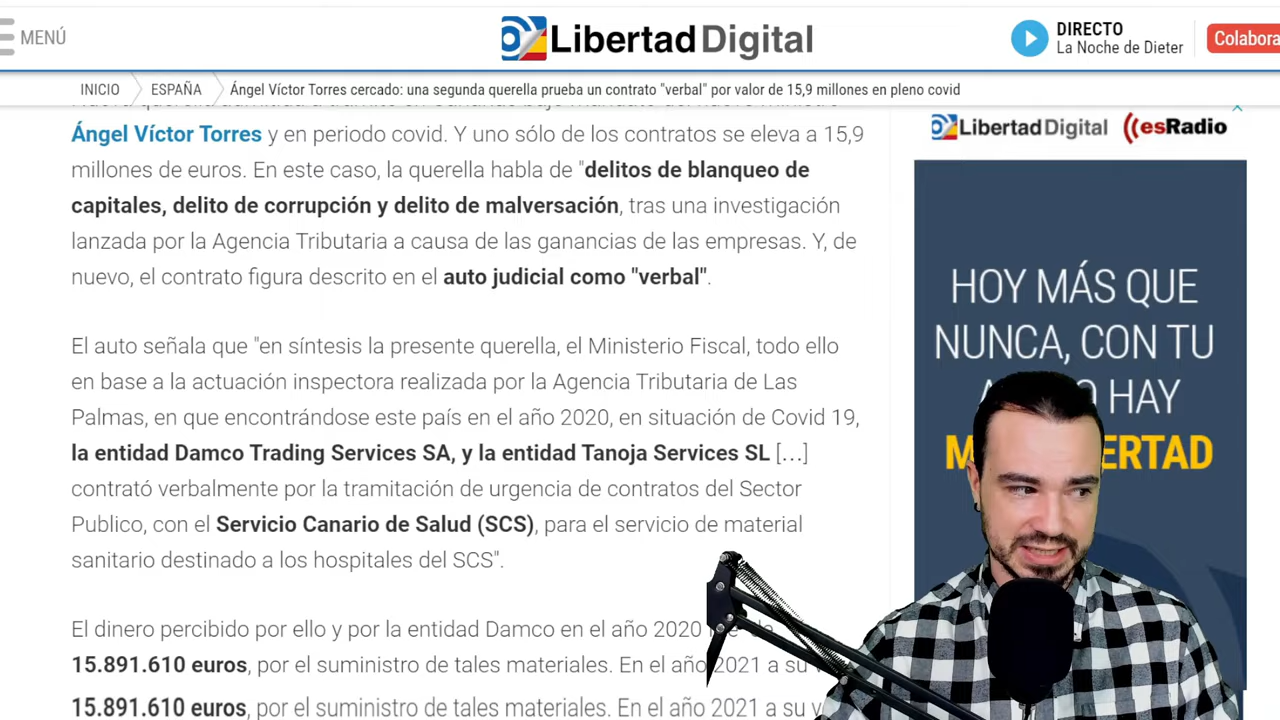 MENÚ
Libertad Digital
DIRECTO
La Noche de Dieter
Colabora
INICIO
ESPAÑA
Ángel Víctor Torres cercado: una segunda querella prueba un contrato "verbal" por valor de 15,9 millones en pleno covid
Ángel Víctor Torres y en periodo covid. Y uno sólo de los contratos se eleva a 15,9
millones de euros. En este caso, la querella habla de "delitos de blanqueo de
capitales, delito de corrupción y delito de malversación, tras una investigación
lanzada por la Agencia Tributaria a causa de las ganancias de las empresas. Y, de
nuevo, el contrato figura descrito en el auto judicial como "verbal".
El auto señala que "en síntesis la presente querella, el Ministerio Fiscal, todo ello
en base a la actuación inspectora realizada por la Agencia Tributaria de Las
Palmas, en que encontrándose este país en el año 2020, en situación de Covid 19,
la entidad Damco Trading Services SA, y la entidad Tanoja Services SL [...]
contrató verbalmente por la tramitación de urgencia de contratos del Sector
Publico, con el Servicio Canario de Salud (SCS), para el servicio de material
sanitario destinado a los hospitales del SCS".
El dinero percibido por ello y por la entidad Damco en el año 2020
15.891.610 euros, por el suministro de tales materiales. En el año 2021 a su
15.891.610 euros, por el suministro de tales materiales. En el año 2021 a su
Libertad Digital
esRadio
HOY MÁS QUE
NUNCA, CON TU
HAY